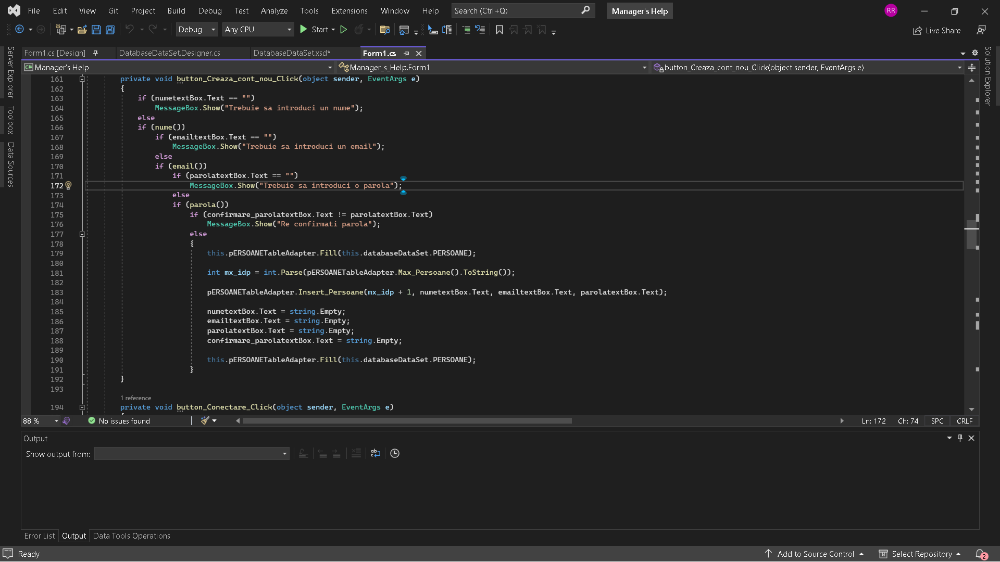 File Edit View Git Project Build Debug Test Analyze Tools Extensions Window Help Search (Ctrl+Q) Manager's Help RR
Debug Any CPU Start Live Share
Form1.cs [Design] DatabaseDataSet.Designer.cs DatabaseDataSet.xsd* Form1.cs
Manager's Help Manager_s_Help.Form1 button_Creaza_cont_nou_Click(object sender, EventArgs e)
Server Explorer
Toolbox
Data Sources
Solution Explorer
161 private void button_Creaza_cont_nou_Click(object sender, EventArgs e)
162 {
163 if (numetextBox.Text == "")
164 MessageBox.Show("Trebuie sa introduci un nume");
165 else
166 if (nume())
167 if (emailtextBox.Text == "")
168 MessageBox.Show("Trebuie sa introduci un email");
169 else
170 if (email())
171 if (parolatextBox.Text == "")
172 MessageBox.Show("Trebuie sa introduci o parola");
173 else
174 if (parola())
175 if (confirmare_parolatextBox.Text != parolatextBox.Text)
176 MessageBox.Show("Re confirmati parola");
177 else
178 {
179 this.pERSOANETableAdapter.Fill(this.databaseDataSet.PERSOANE);
180
181 int mx_idp = int.Parse(pERSOANETableAdapter.Max_Persoane().ToString());
182
183 pERSOANETableAdapter.Insert_Persoane(mx_idp + 1, numetextBox.Text, emailtextBox.Text, parolatextBox.Text);
184
185 numetextBox.Text = string.Empty;
186 emailtextBox.Text = string.Empty;
187 parolatextBox.Text = string.Empty;
188 confirmare_parolatextBox.Text = string.Empty;
189
190 this.pERSOANETableAdapter.Fill(this.databaseDataSet.PERSOANE);
191 }
192 }
193
1 reference
194 private void button_Conectare_Click(object sender, EventArgs e)
88 % No issues found Ln: 172 Ch: 74 SPC CRLF
Output
Show output from:
Error List Output Data Tools Operations
Ready Add to Source Control Select Repository 2